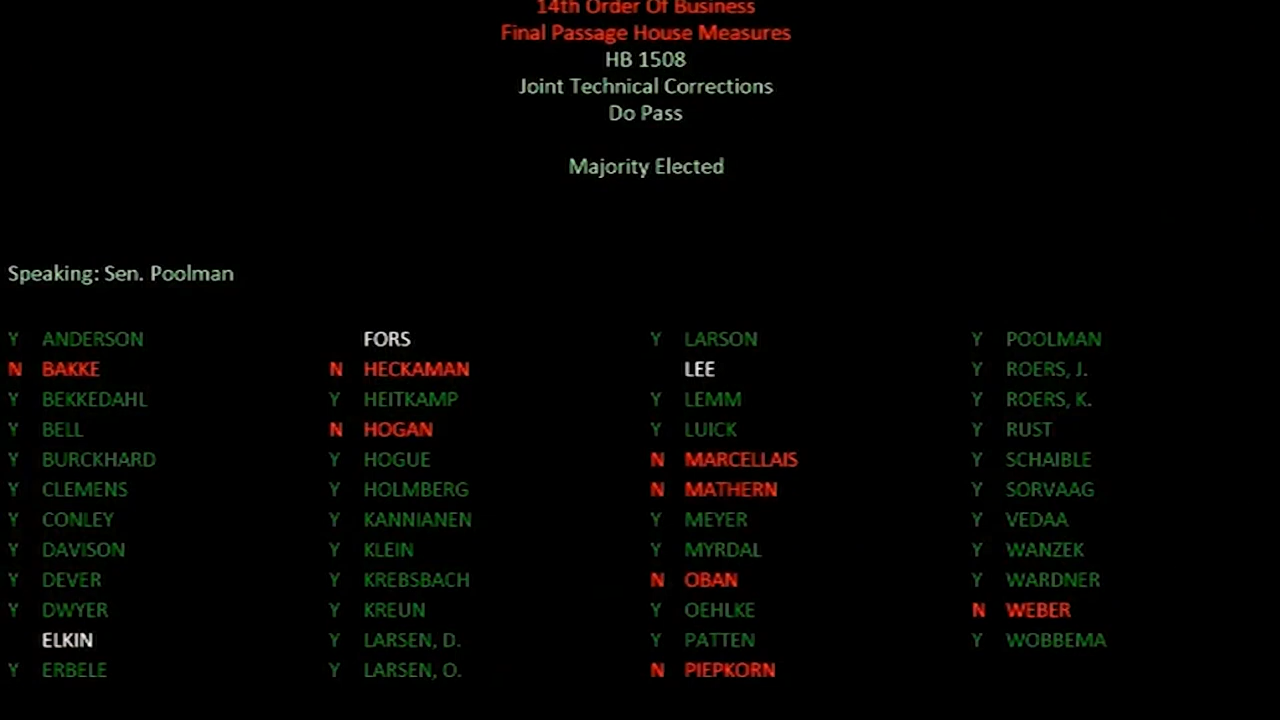 14th Order Of Business
Final Passage House Measures
HB 1508
Joint Technical Corrections
Do Pass
Majority Elected
Speaking: Sen. Poolman
Y ANDERSON FORS Y LARSON Y POOLMAN
N BAKKE N HECKAMAN LEE Y ROERS, J.
Y BEKKEDAHL Y HEITKAMP Y LEMM Y ROERS, K.
Y BELL N HOGAN Y LUICK Y RUST
Y BURCKHARD Y HOGUE N MARCELLAIS Y SCHAIBLE
Y CLEMENS Y HOLMBERG N MATHERN Y SORVAAG
Y CONLEY Y KANNIANEN Y MEYER Y VEDAA
Y DAVISON Y KLEIN Y MYRDAL Y WANZEK
Y DEVER Y KREBSBACH N OBAN Y WARDNER
Y DWYER Y KREUN Y OEHLKE N WEBER
ELKIN Y LARSEN, D. Y PATTEN Y WOBBEMA
Y ERBELE Y LARSEN, O. N PIEPKORN